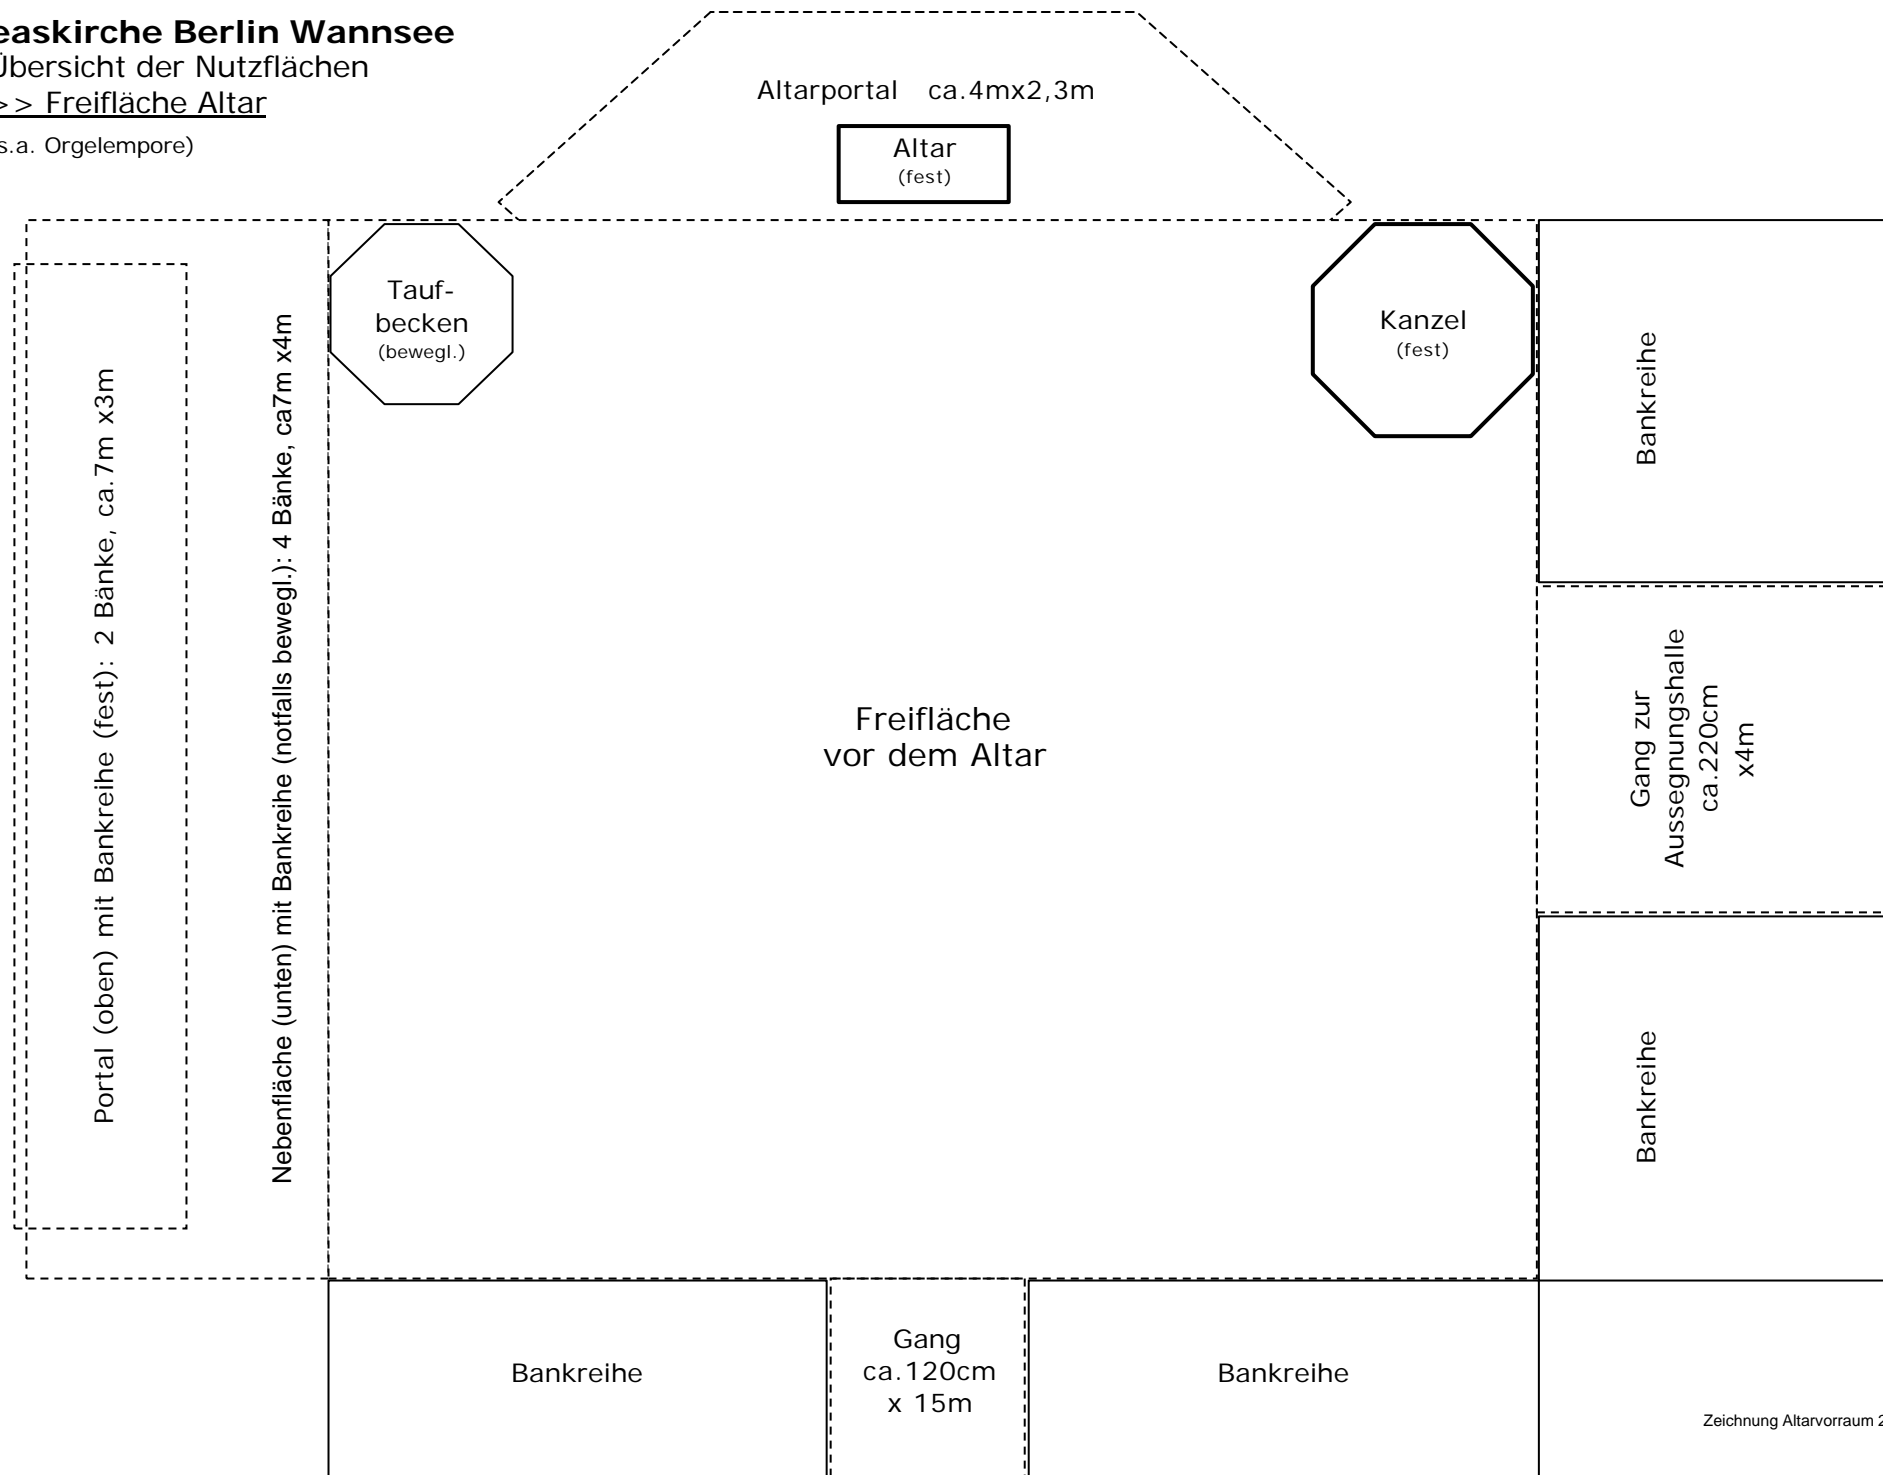 easkirche Berlin Wannsee
Übersicht der Nutzflächen
>> Freifläche Altar
s.a. Orgelempore)
Altarportal ca.4mx2,3m
Altar
(fest)
Tauf-
becken
(bewegl.)
Kanzel
(fest)
Portal (oben) mit Bankreihe (fest): 2 Bänke, ca.7m x3m
Nebenfläche (unten) mit Bankreihe (notfalls bewegl.): 4 Bänke, ca7m x4m
Freifläche
vor dem Altar
Bankreihe
Gang zur
Aussegnungshalle
ca.220cm
x4m
Bankreihe
Bankreihe
Gang
ca.120cm
x 15m
Bankreihe
Zeichnung Altarvorraum 2